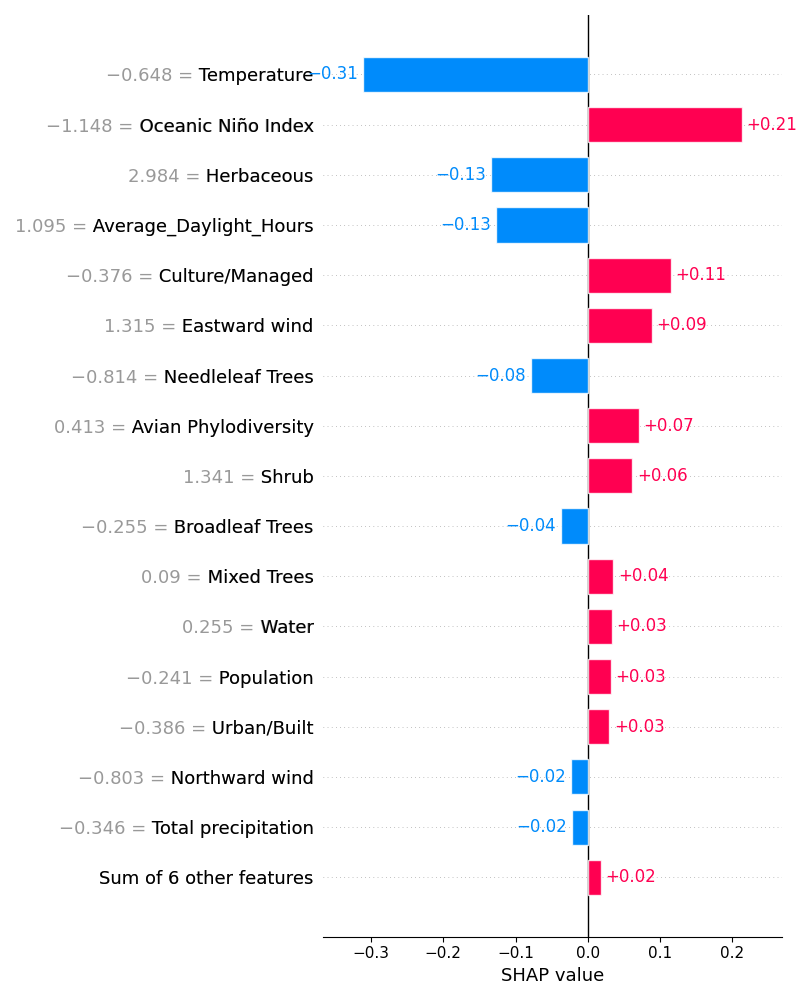 −0.648 = Temperature −0.31
−1.148 = Oceanic Niño Index +0.21
2.984 = Herbaceous −0.13
1.095 = Average_Daylight_Hours −0.13
−0.376 = Culture/Managed +0.11
1.315 = Eastward wind +0.09
−0.814 = Needleleaf Trees −0.08
0.413 = Avian Phylodiversity +0.07
1.341 = Shrub +0.06
−0.255 = Broadleaf Trees −0.04
0.09 = Mixed Trees +0.04
0.255 = Water +0.03
−0.241 = Population +0.03
−0.386 = Urban/Built +0.03
−0.803 = Northward wind −0.02
−0.346 = Total precipitation −0.02
Sum of 6 other features +0.02
−0.3 −0.2 −0.1 0.0 0.1 0.2
SHAP value